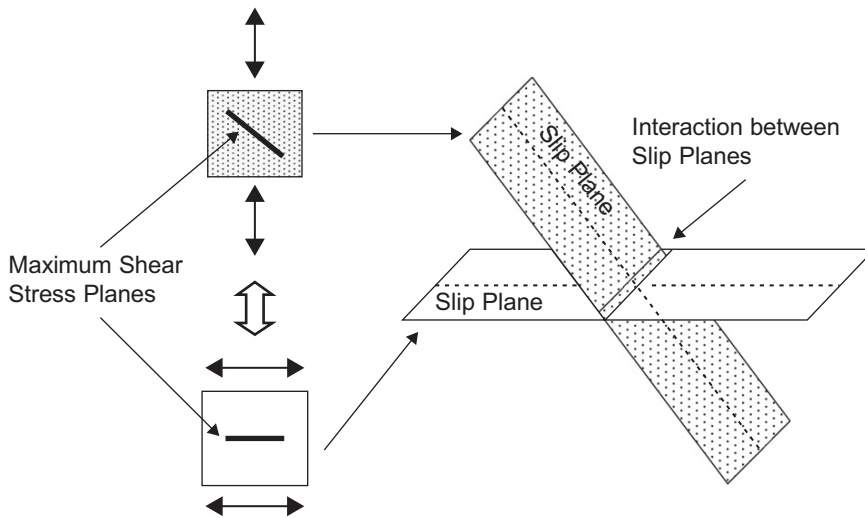 Slip Plane
Interaction between
Slip Planes
Maximum Shear
Stress Planes
Slip Plane